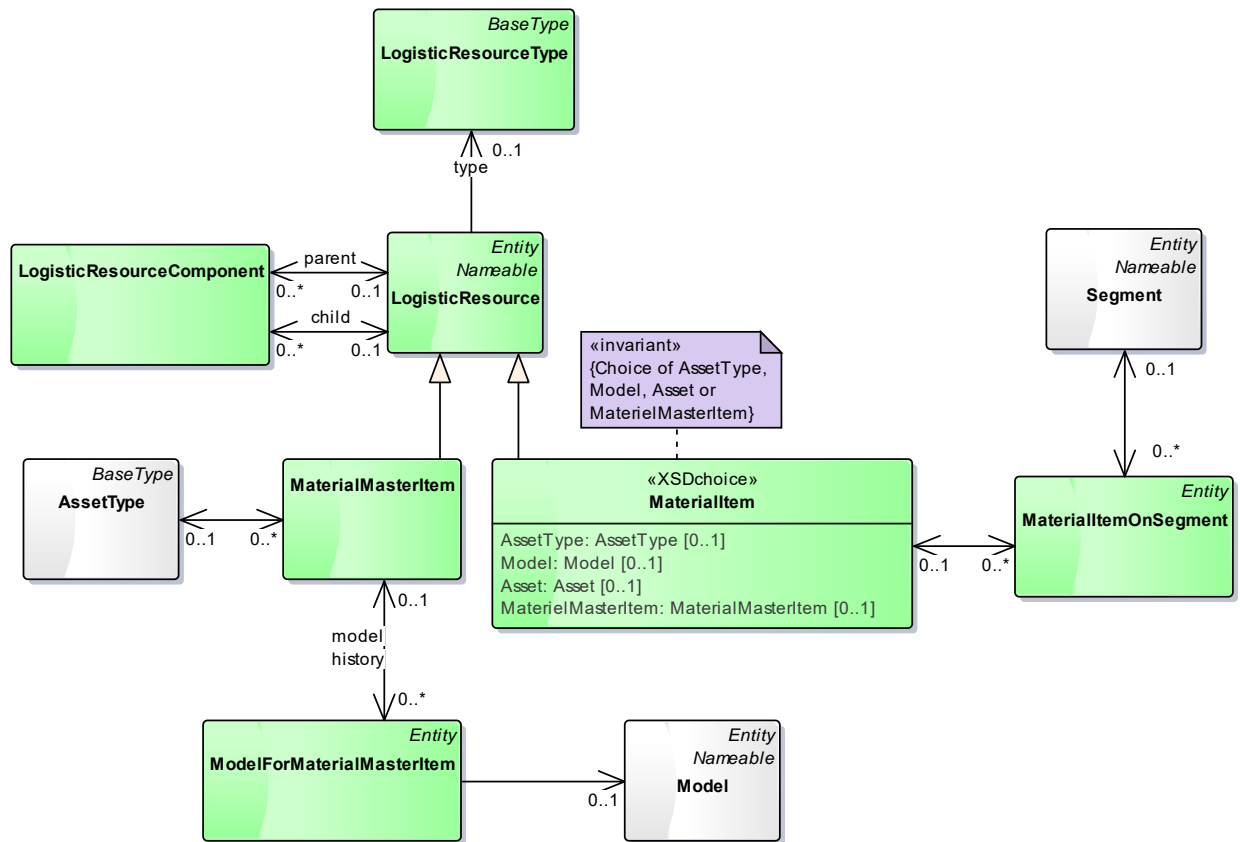 BaseType
LogisticResourceType
0..1
type
Entity
Nameable
LogisticResource
LogisticResourceComponent
parent
0..*
0..1
child
0..*
0..1
Entity
Nameable
Segment
0..1
0..*
«invariant»
{Choice of AssetType,
Model, Asset or
MaterielMasterItem}
BaseType
AssetType
0..1
0..*
MaterialMasterItem
«XSDchoice»
MaterialItem
AssetType: AssetType [0..1]
Model: Model [0..1]
Asset: Asset [0..1]
MaterielMasterItem: MaterialMasterItem [0..1]
0..1
0..*
Entity
MaterialItemOnSegment
0..1
model
history
0..*
Entity
ModelForMaterialMasterItem
0..1
Entity
Nameable
Model